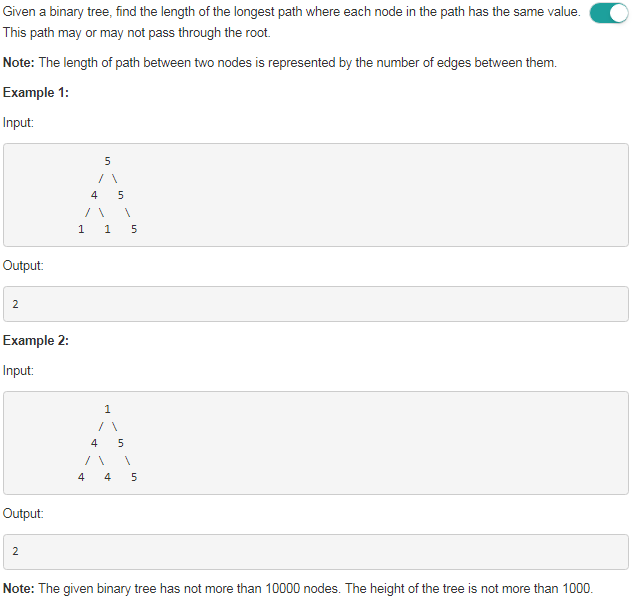 Given a binary tree, find the length of the longest path where each node in the path has the same value.
This path may or may not pass through the root.
Note: The length of path between two nodes is represented by the number of edges between them.
Example 1:
Input:
5
/ \
4 5
/ \ \
1 1 5
Output:
2
Example 2:
Input:
1
/ \
4 5
/ \ \
4 4 5
Output:
2
Note: The given binary tree has not more than 10000 nodes. The height of the tree is not more than 1000.